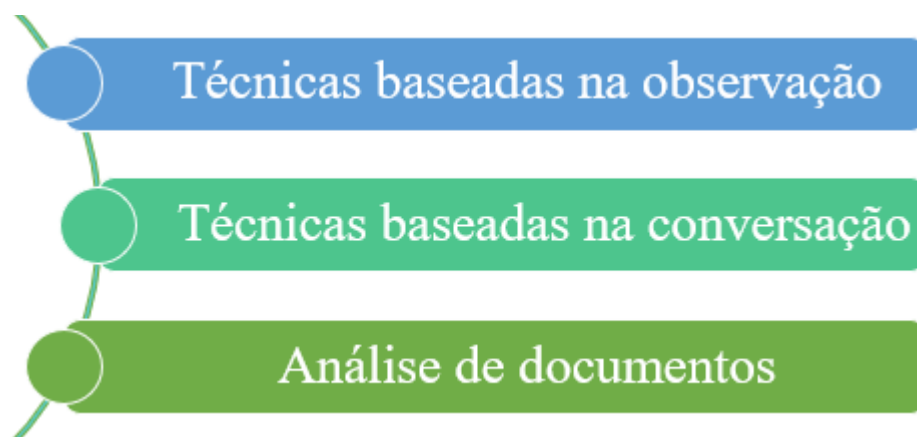 Técnicas baseadas na observação
Técnicas baseadas na conversação
Análise de documentos